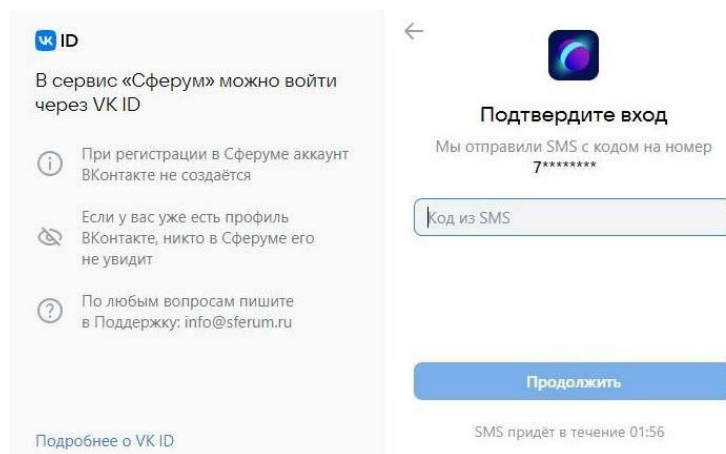 VK ID
В сервис «Сферум» можно войти
через VK ID
При регистрации в Сферуме аккаунт
ВКонтакте не создаётся
Если у вас уже есть профиль
ВКонтакте, никто в Сферуме его
не увидит
По любым вопросам пишите
в Поддержку: info@sferum.ru
Подробнее о VK ID
Подтвердите вход
Мы отправили SMS с кодом на номер
7********
Код из SMS
Продолжить
SMS придёт в течение 01:56